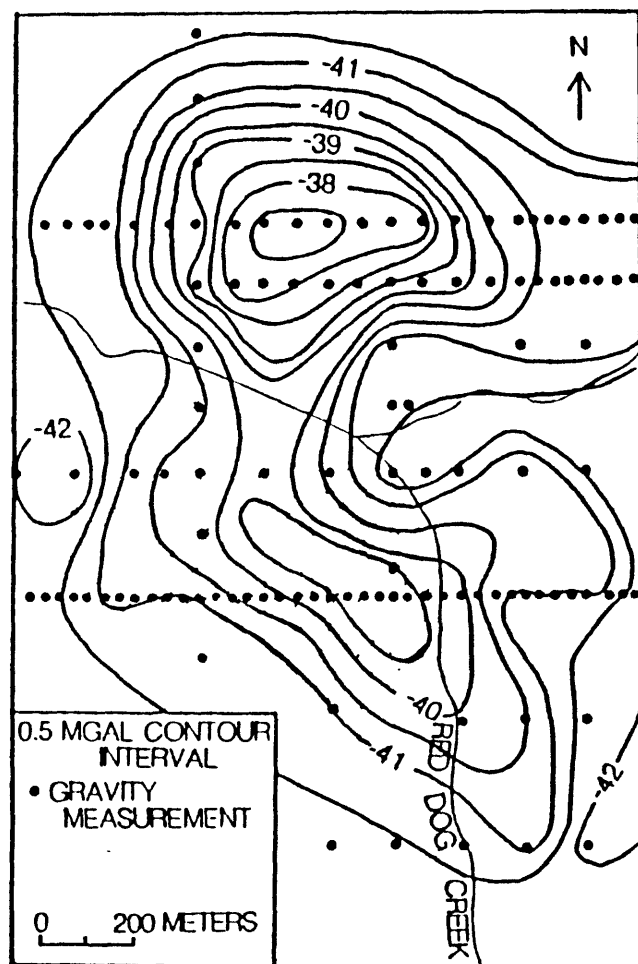 N
-41
-40
-39
-38
-42
-40
-41
-42
0.5 MGAL CONTOUR
INTERVAL
GRAVITY
MEASUREMENT
0 200 METERS
RED DOG CREEK